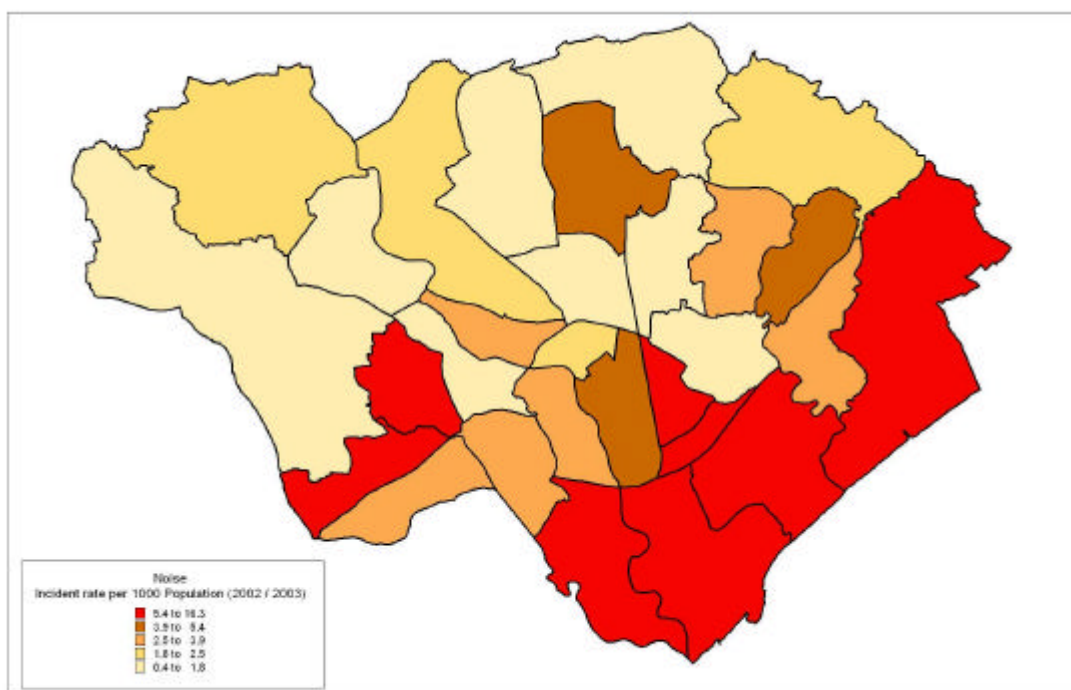 Noise
Incident rate per 1000 Population (2002 / 2003)
5.4 to 16.3
3.9 to 5.4
2.5 to 3.9
1.8 to 2.5
0.4 to 1.8